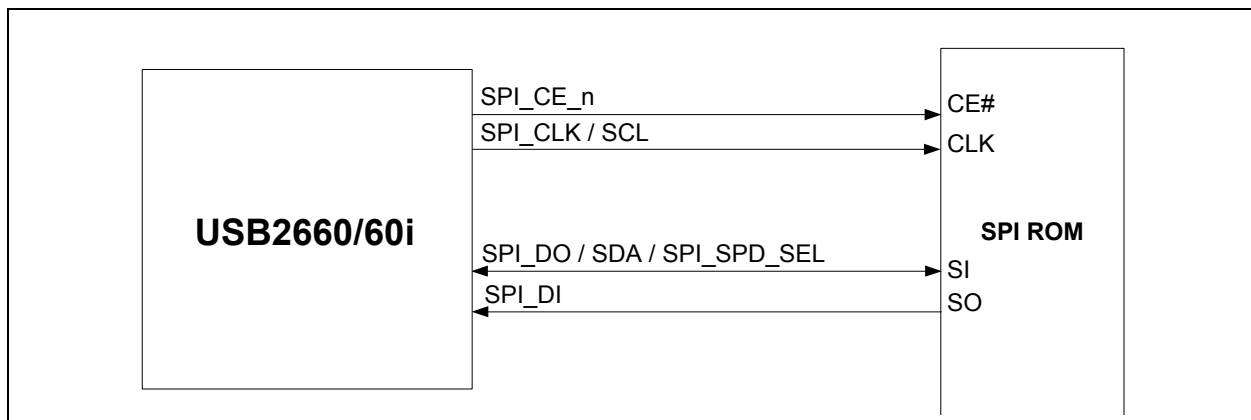 SPI_CE_n
CE#
SPI_CLK / SCL
CLK
USB2660/60i
SPI ROM
SPI_DO / SDA / SPI_SPD_SEL
SI
SPI_DI
SO